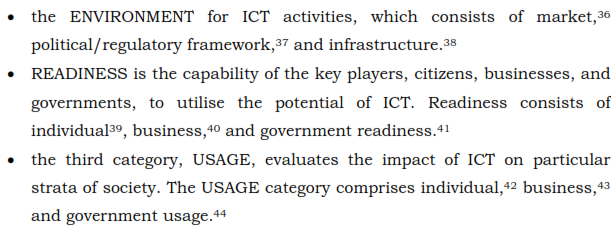 • the ENVIRONMENT for ICT activities, which consists of market,³⁶
political/regulatory framework,³⁷ and infrastructure.³⁸
• READINESS is the capability of the key players, citizens, businesses, and
governments, to utilise the potential of ICT. Readiness consists of
individual³⁹, business,⁴⁰ and government readiness.⁴¹
• the third category, USAGE, evaluates the impact of ICT on particular
strata of society. The USAGE category comprises individual,⁴² business,⁴³
and government usage.⁴⁴